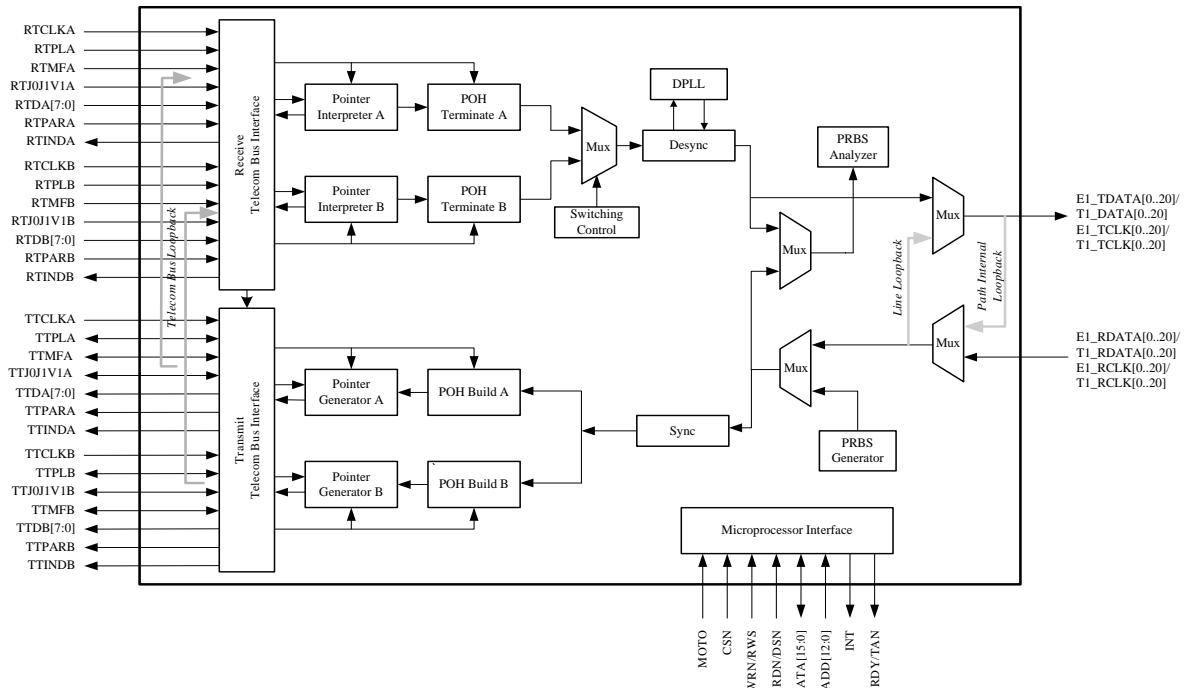 RTCLKA
RTPLA
RTMFA
RTJ0J1V1A
RTDA[7:0]
RTPARA
RTINDA
RTCLKB
RTPLB
RTMFB
RTJ0J1V1B
RTDB[7:0]
RTPARB
RTINDB
TTCLKA
TTPLA
TTMFA
TTJ0J1V1A
TTDA[7:0]
TTPARA
TTINDA
TTCLKB
TTPLB
TTJ0J1V1B
TTMFB
TTDB[7:0]
TTPARB
TTINDB
Telecom Bus Loopback
Receive
Telecom Bus Interface
Transmit
Telecom Bus Interface
Pointer
Interpreter A
POH
Terminate A
Pointer
Interpreter B
POH
Terminate B
Mux
Switching
Control
DPLL
Desync
PRBS
Analyzer
Mux
Mux
Line Loopback
Path Internal
Loopback
E1_TDATA[0..20]/
T1_DATA[0..20]
E1_TCLK[0..20]/
T1_TCLK[0..20]
Pointer
Generator A
POH Build A
Pointer
Generator B
POH Build B
Sync
Mux
PRBS
Generator
Mux
E1_RDATA[0..20]/
T1_RDATA[0..20]
E1_RCLK[0..20]/
T1_RCLK[0..20]
Microprocessor Interface
MOTO
CSN
WRN/RWS
RDN/DSN
ATA[15:0]
ADD[12:0]
INT
RDY/TAN